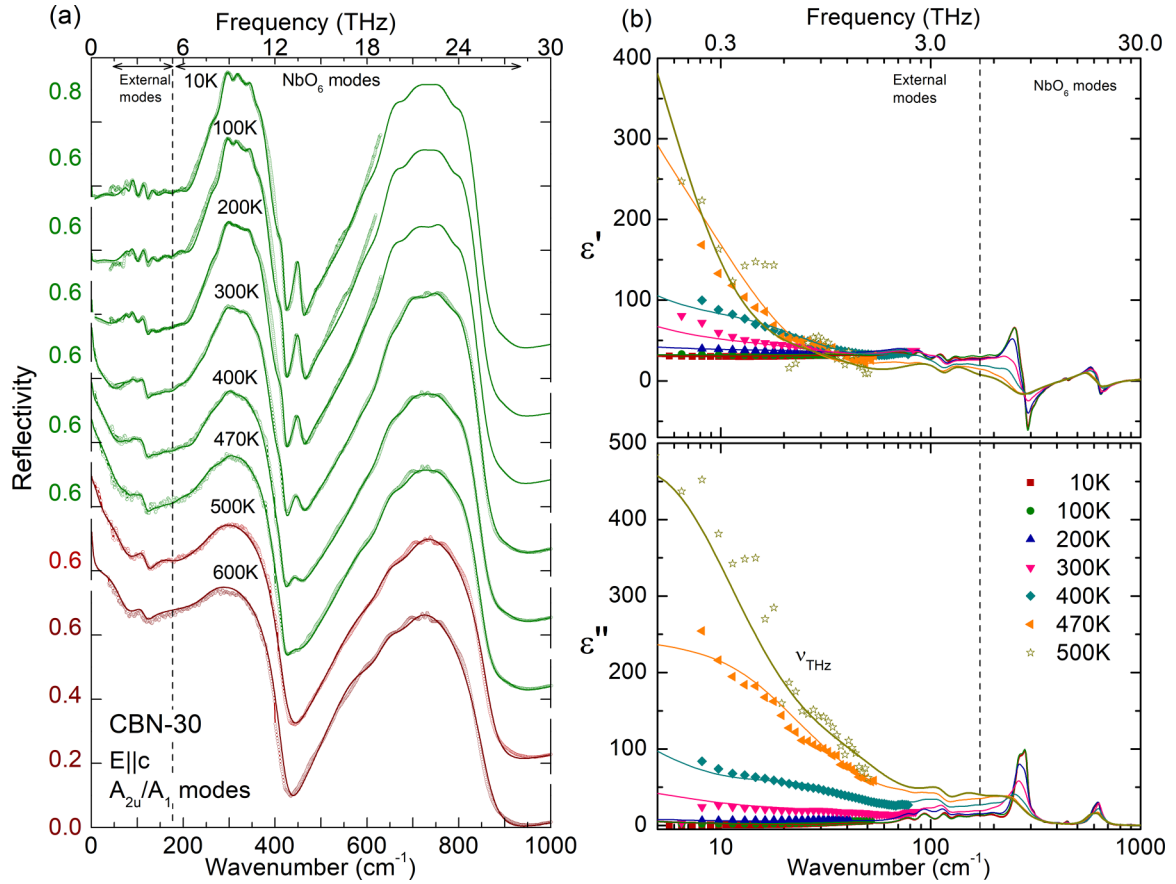 (a)
Frequency (THz)
0 6 12 18 24 30
External modes
NbO6 modes
10K
100K
200K
300K
400K
470K
500K
600K
0.8
0.6
0.6
0.6
0.6
0.6
0.6
0.6
0.6
0.4
0.2
0.0
Reflectivity
CBN-30
E||c
A2u/A1 modes
0 200 400 600 800 1000
Wavenumber (cm-1)
(b)
Frequency (THz)
0.3 3.0 30.0
400
300
200
100
0
ε'
External modes
NbO6 modes
500
400
300
200
100
0
ε''
νTHz
10K
100K
200K
300K
400K
470K
500K
10 100 1000
Wavenumber (cm-1)